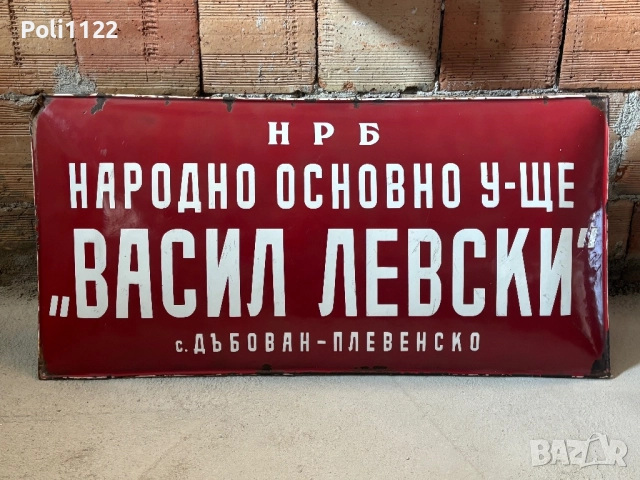 Poli1122
НРБ
НАРОДНО ОСНОВНО У-ЩЕ
„ВАСИЛ ЛЕВСКИ"
с. ДЪБОВАН-ПЛЕВЕНСКО
BAZAR